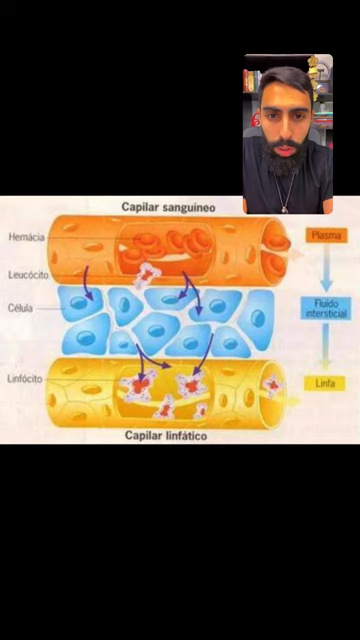 Capilar sanguíneo
Hemácia
Plasma
Leucócito
Célula
Fluido
intersticial
Linfócito
Linfa
Capilar linfático